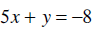 5x + y = −8